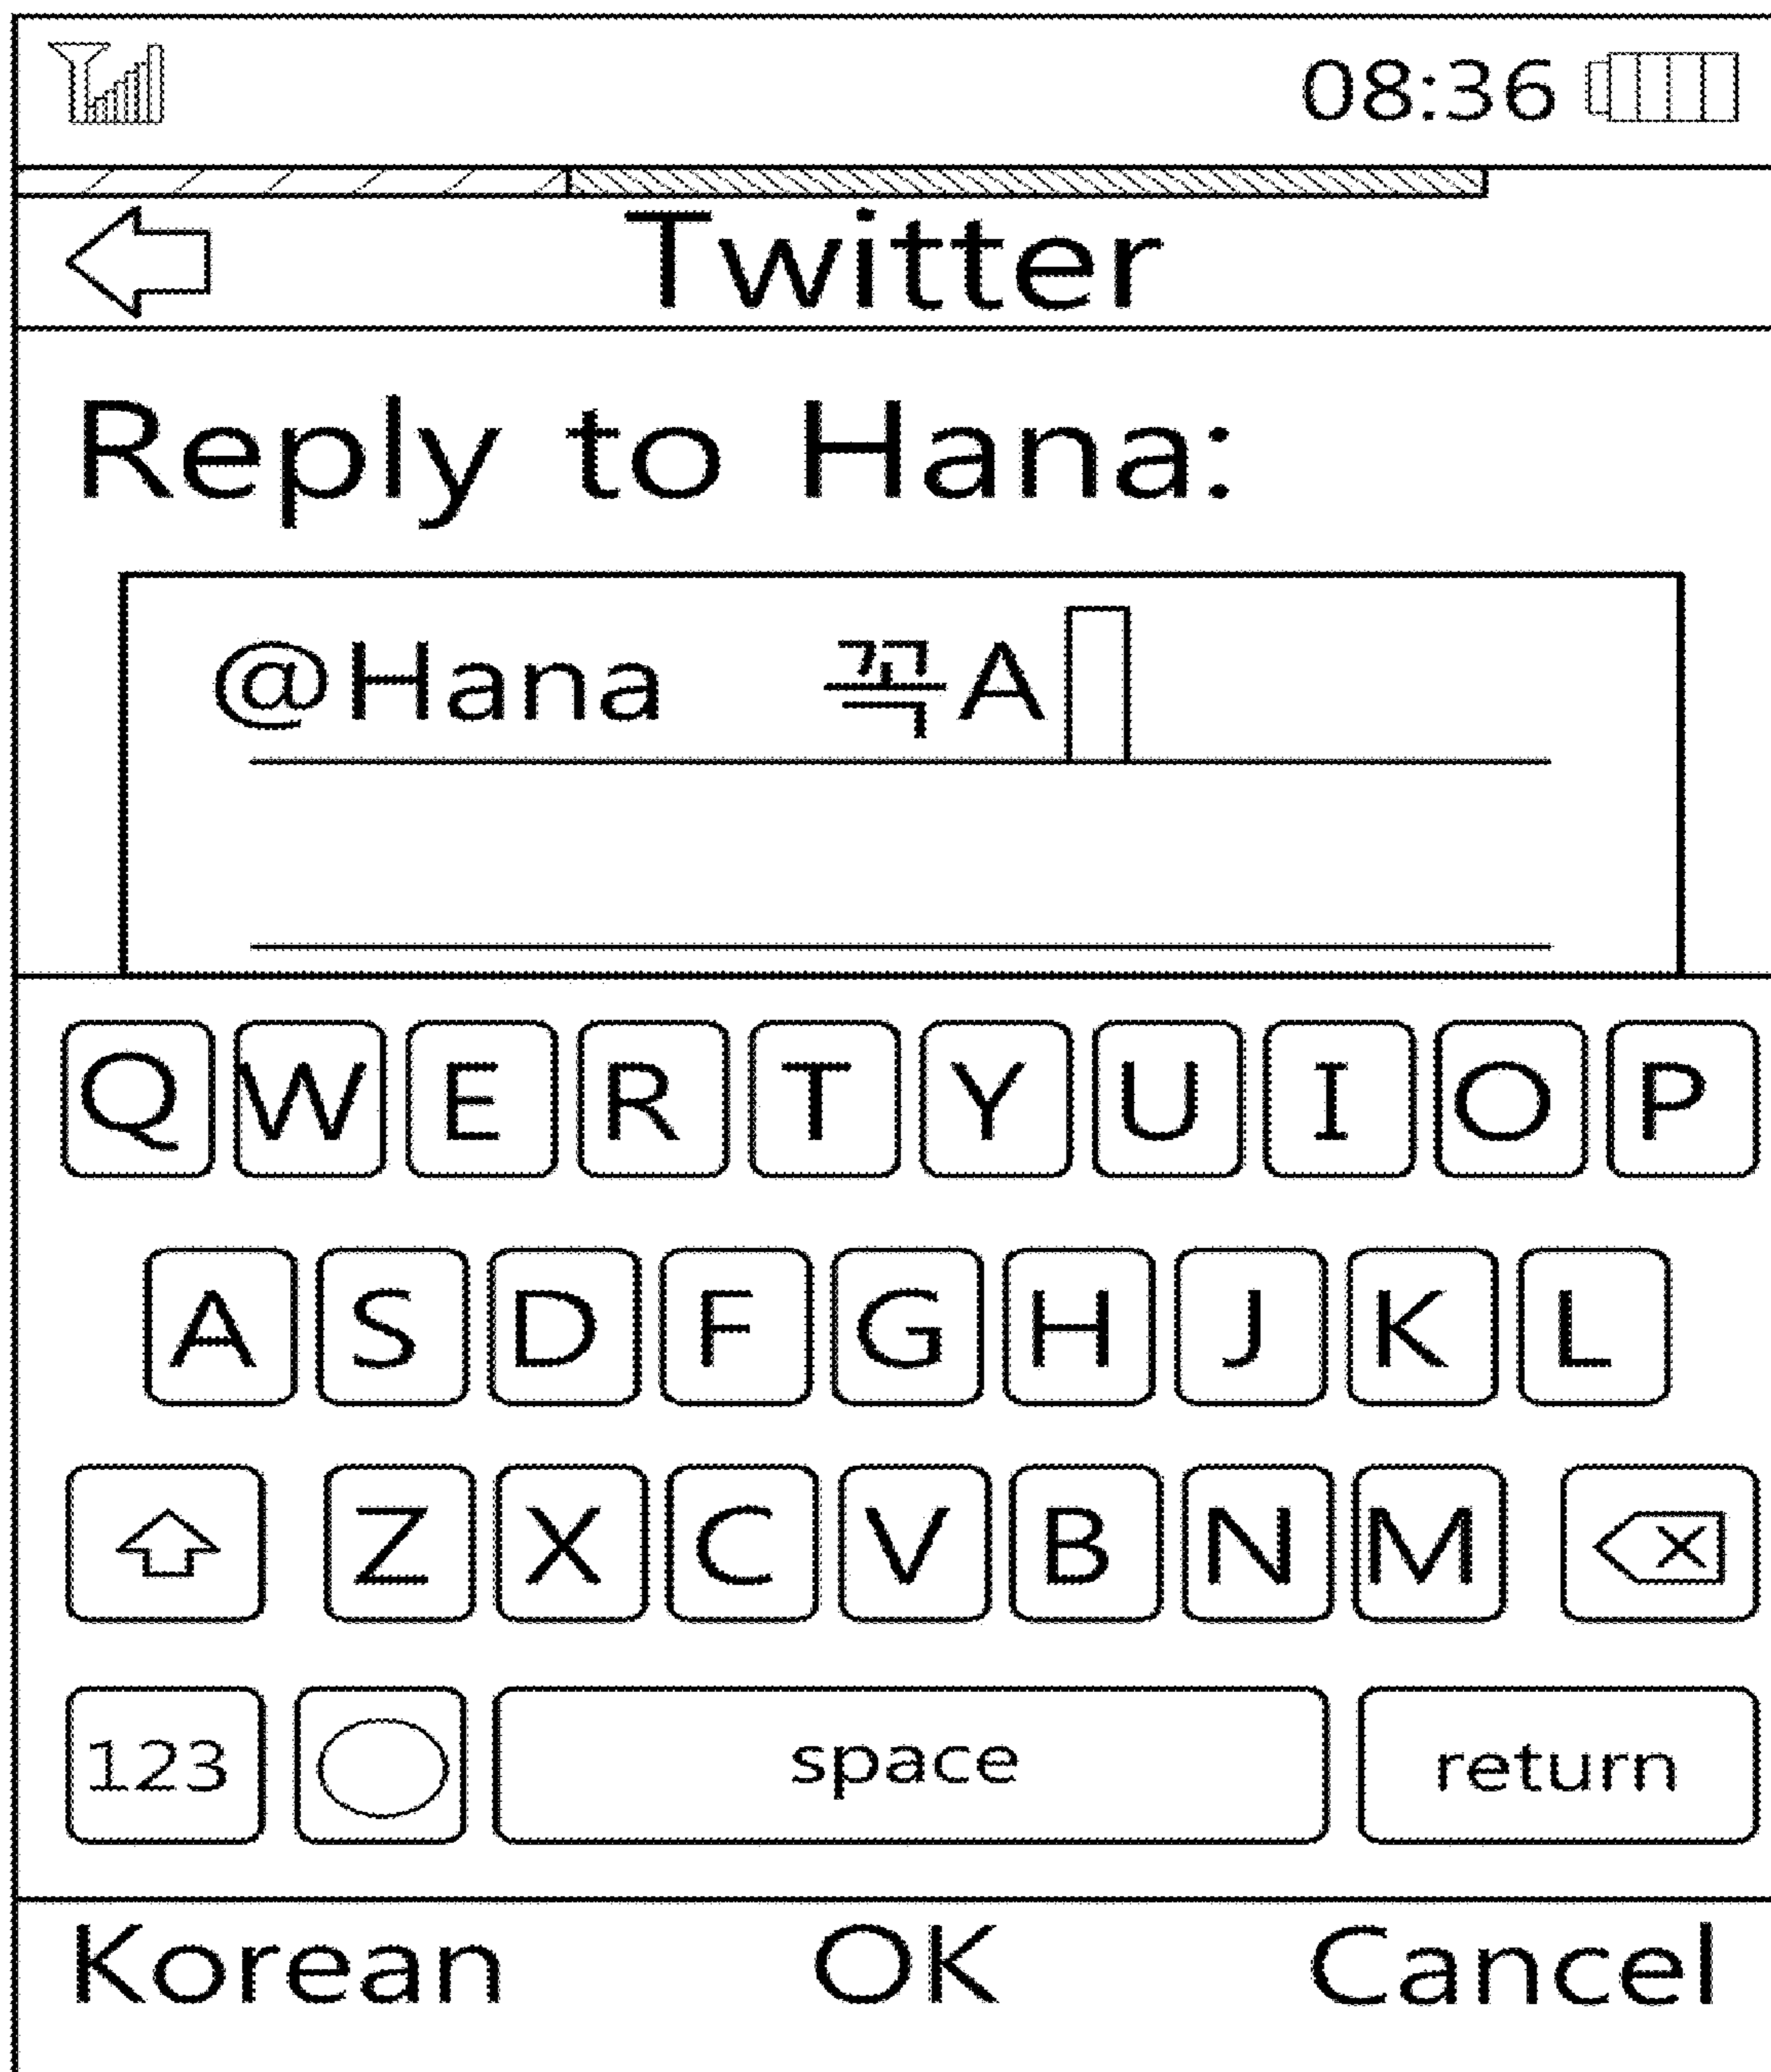 08:36
Twitter
Reply to Hana:
@Hana 꼭A
Q W E R T Y U I O P
A S D F G H J K L
Z X C V B N M
123 space return
Korean OK Cancel